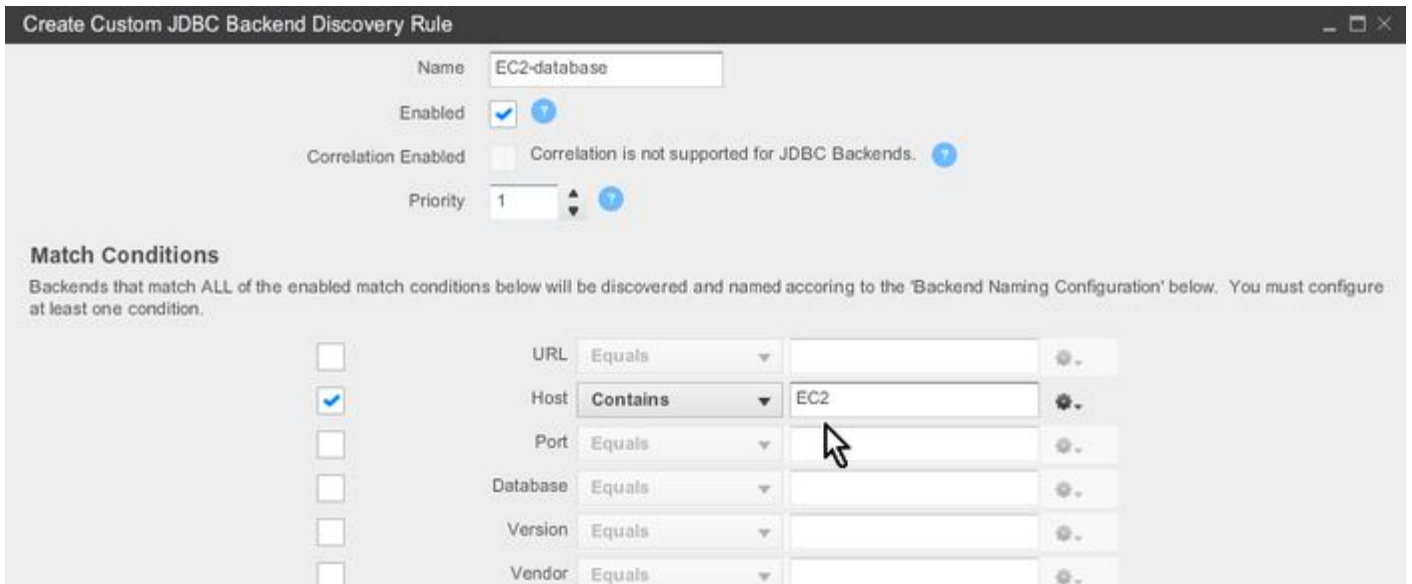 Create Custom JDBC Backend Discovery Rule
Name EC2-database
Enabled ?
Correlation Enabled Correlation is not supported for JDBC Backends. ?
Priority 1 ?
Match Conditions
Backends that match ALL of the enabled match conditions below will be discovered and named accoring to the 'Backend Naming Configuration' below. You must configure
at least one condition.
URL Equals
Host Contains EC2
Port Equals
Database Equals
Version Equals
Vendor Equals